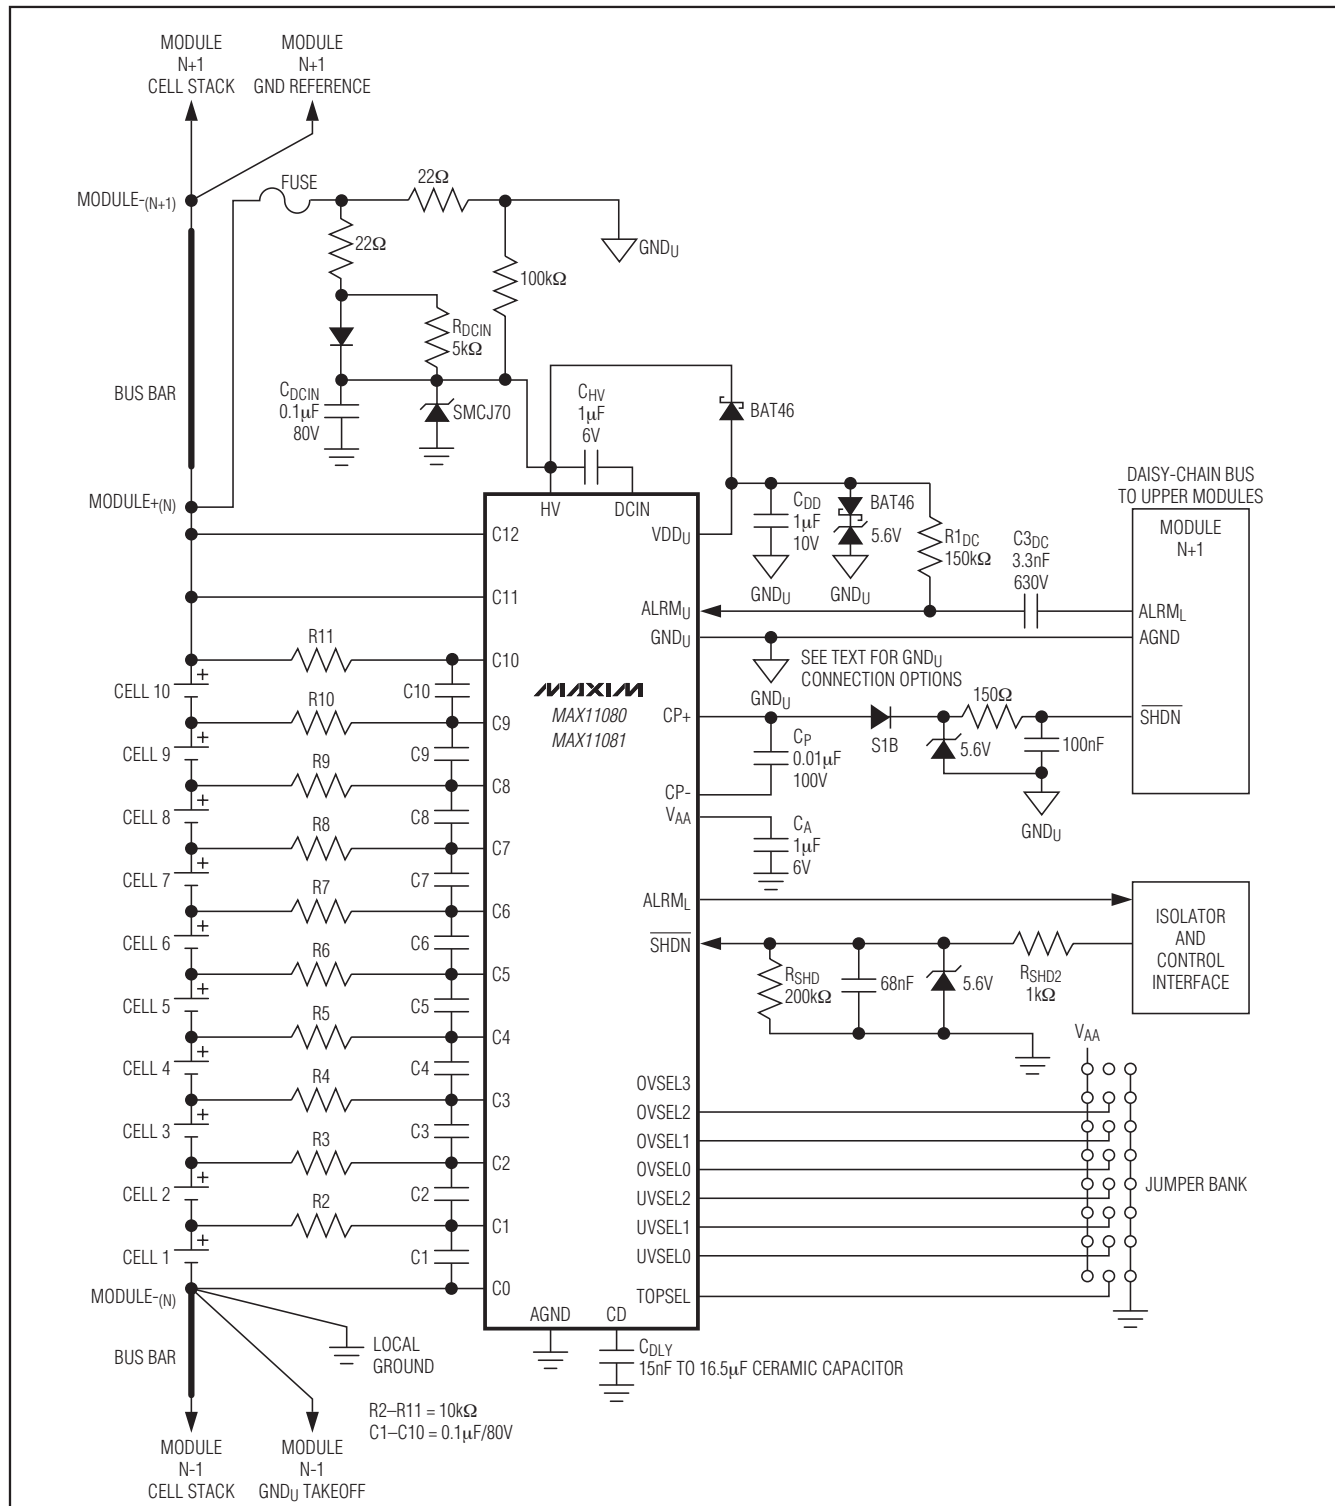 MODULE
N+1
CELL STACK
MODULE
N+1
GND REFERENCE
MODULE-(N+1)
FUSE
22Ω
22Ω
GNDU
100kΩ
RDCIN
5kΩ
BUS BAR
CDCIN
0.1µF
80V
SMCJ70
CHV
1µF
6V
BAT46
MODULE+(N)
HV
DCIN
C12
VDDU
CDD
1µF
10V
BAT46
5.6V
GNDU
GNDU
R1DC
150kΩ
C3DC
3.3nF
630V
DAISY-CHAIN BUS
TO UPPER MODULES
MODULE
N+1
C11
ALRMU
ALRML
GNDU
AGND
R11
C10
SEE TEXT FOR GNDU
CONNECTION OPTIONS
GNDU
CELL 10
+
C10
MAXIM
MAX11080
MAX11081
R10
C9
CP+
150Ω
SHDN
S1B
5.6V
100nF
CP
0.01µF
100V
CELL 9
+
C9
R9
C8
CP-
GNDU
CELL 8
+
C8
VAA
CA
1µF
6V
R8
C7
CELL 7
+
C7
R7
C6
ALRML
ISOLATOR
AND
CONTROL
INTERFACE
CELL 6
+
C6
SHDN
R6
C5
RSHD
200kΩ
68nF
5.6V
RSHD2
1kΩ
CELL 5
+
C5
R5
C4
VAA
CELL 4
+
C4
OVSEL3
R4
C3
OVSEL2
CELL 3
+
C3
OVSEL1
R3
C2
OVSEL0
CELL 2
+
C2
UVSEL2
JUMPER BANK
R2
C1
UVSEL1
CELL 1
+
C1
UVSEL0
MODULE-(N)
C0
TOPSEL
AGND
CD
BUS BAR
LOCAL
GROUND
CDLY
15nF TO 16.5µF CERAMIC CAPACITOR
R2–R11 = 10kΩ
C1–C10 = 0.1µF/80V
MODULE
N-1
CELL STACK
MODULE
N-1
GNDU TAKEOFF